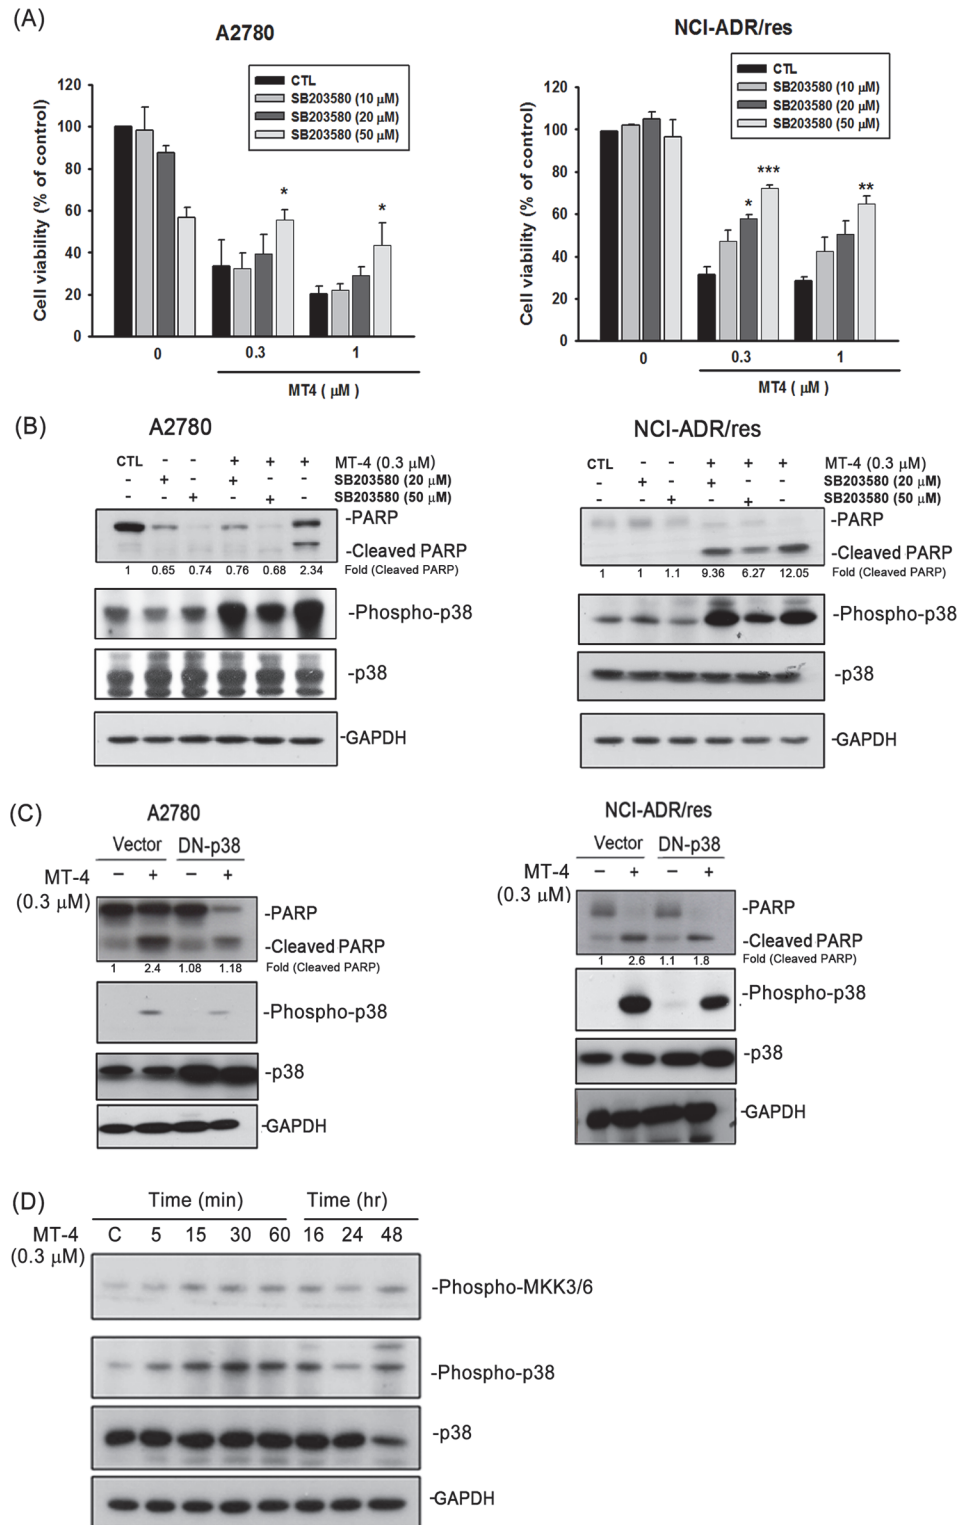 (A)
A2780
CTL
SB203580 (10 μM)
SB203580 (20 μM)
SB203580 (50 μM)
Cell viability (% of control)
120
100
80
60
40
20
0
*
*
0 0.3 1
MT4 ( μM )
NCI-ADR/res
CTL
SB203580 (10 μM)
SB203580 (20 μM)
SB203580 (50 μM)
Cell viability (% of control)
120
100
80
60
40
20
0
* ***
**
0 0.3 1
MT4 ( μM )
(B)
A2780
CTL - - + + + MT-4 (0.3 μM)
- + - + - - SB203580 (20 μM)
- - + - + - SB203580 (50 μM)
-PARP
-Cleaved PARP
1 0.65 0.74 0.76 0.68 2.34 Fold (Cleaved PARP)
-Phospho-p38
-p38
-GAPDH
NCI-ADR/res
CTL - - + + + MT-4 (0.3 μM)
- + - + - - SB203580 (20 μM)
- - + - + - SB203580 (50 μM)
-PARP
-Cleaved PARP
1 1 1.1 9.36 6.27 12.05 Fold (Cleaved PARP)
-Phospho-p38
-p38
-GAPDH
(C)
A2780
Vector DN-p38
MT-4 - + - +
(0.3 μM)
-PARP
-Cleaved PARP
1 2.4 1.08 1.18 Fold (Cleaved PARP)
-Phospho-p38
-p38
-GAPDH
NCI-ADR/res
Vector DN-p38
MT-4 - + - +
(0.3 μM)
-PARP
-Cleaved PARP
1 2.6 1.1 1.8 Fold (Cleaved PARP)
-Phospho-p38
-p38
-GAPDH
(D)
Time (min) Time (hr)
MT-4 C 5 15 30 60 16 24 48
(0.3 μM)
-Phospho-MKK3/6
-Phospho-p38
-p38
-GAPDH